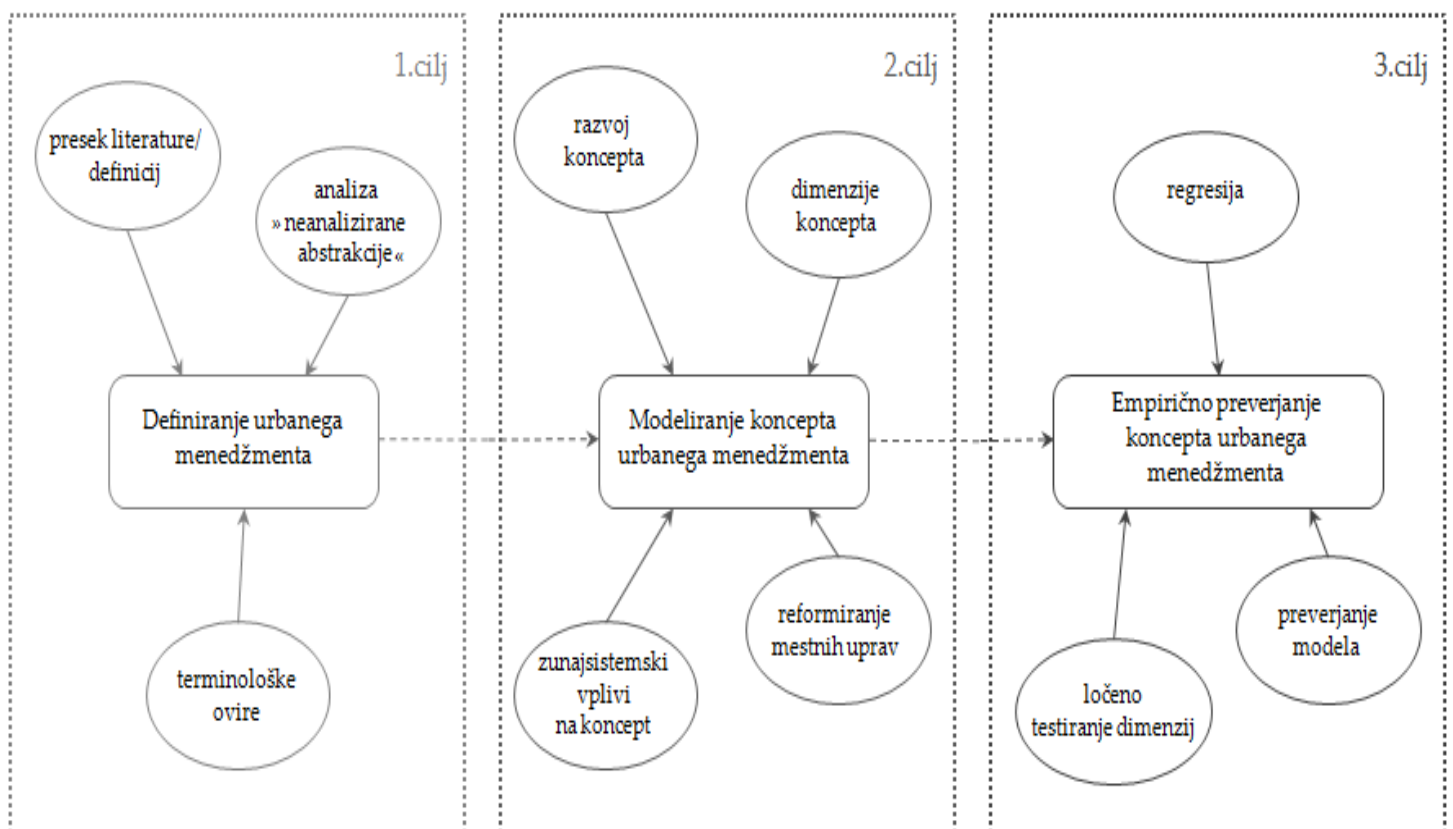 1.cilj
presek literature/
definicij
analiza
»neanalizirane
abstrakcije«
Definiranje urbanega
menedžmenta
terminološke
ovire
2.cilj
razvoj
koncepta
dimenzije
koncepta
Modeliranje koncepta
urbanega menedžmenta
zunajsistemski
vplivi
na koncept
reformiranje
mestnih uprav
3.cilj
regresija
Empirično preverjanje
koncepta urbanega
menedžmenta
ločeno
testiranje dimenzij
preverjanje
modela